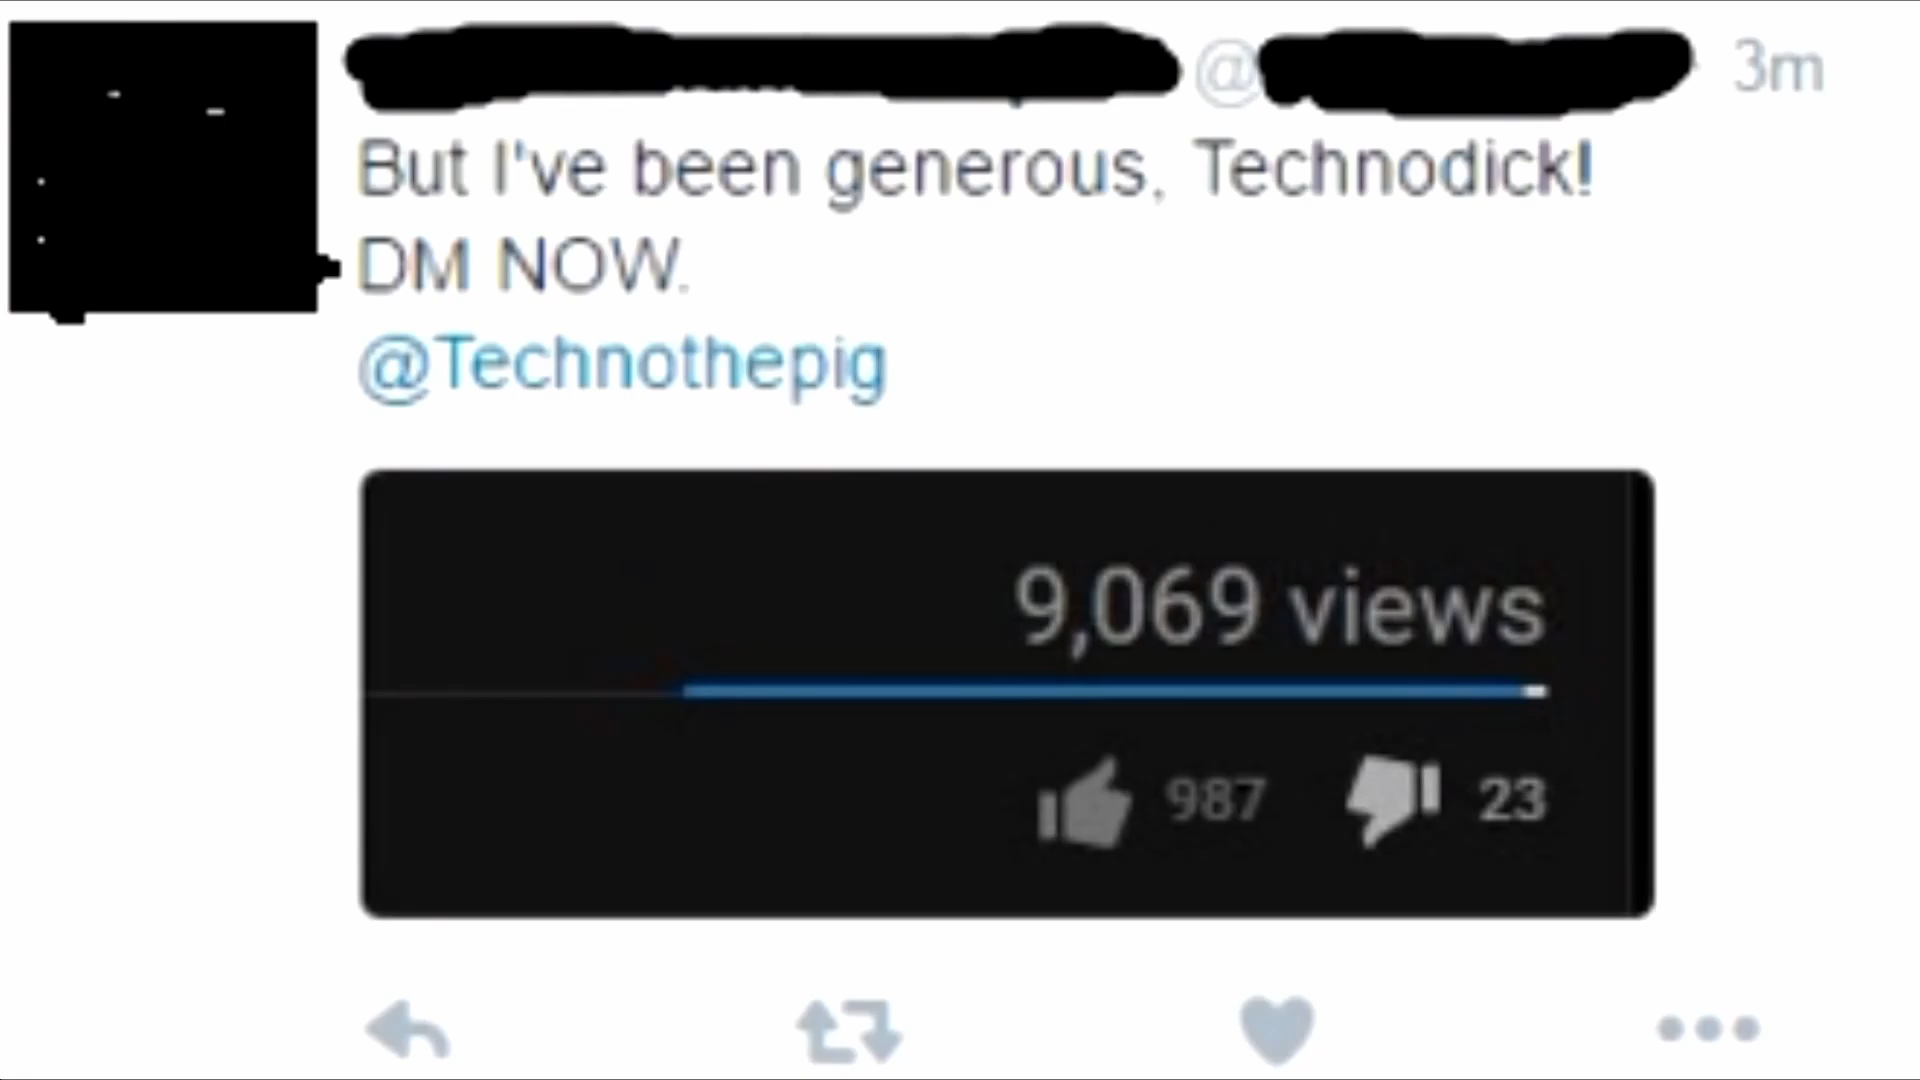 @ 3m
But I've been generous, Technodick!
DM NOW.
@Technothepig
9,069 views
987 23